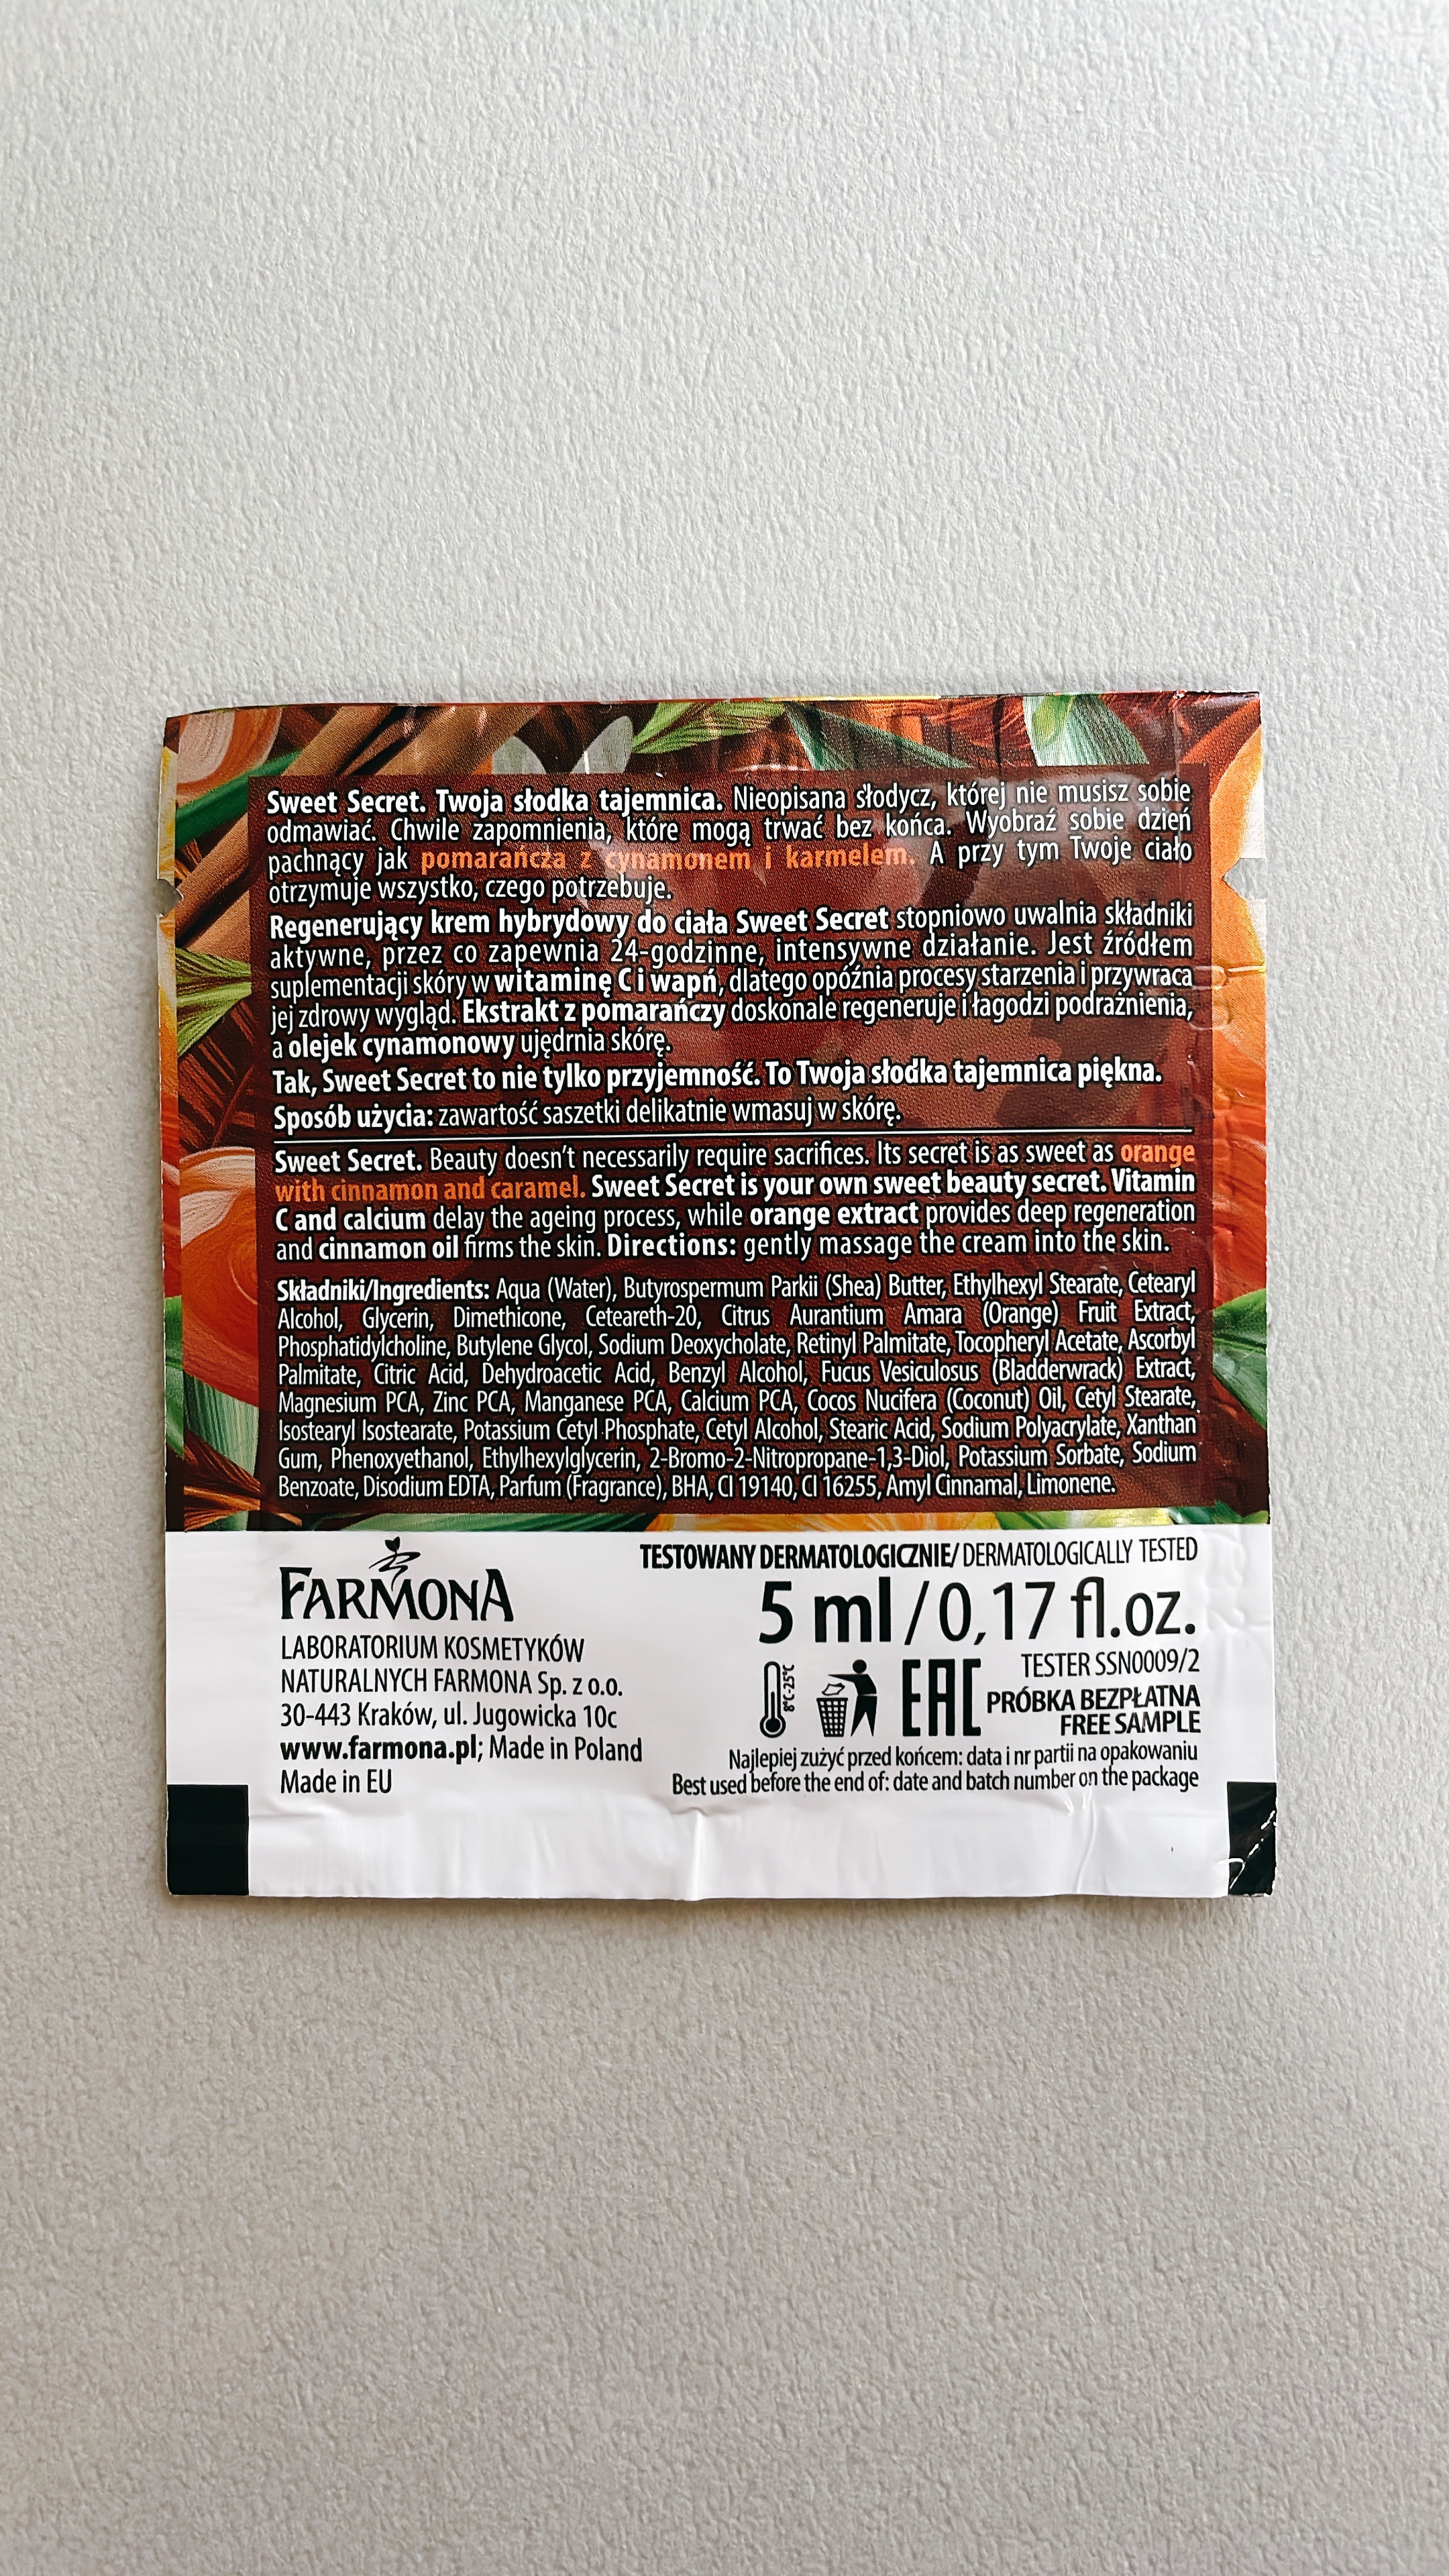 Sweet Secret. Twoja słodka tajemnica. Nieopisana słodycz, której nie musisz sobie
odmawiać. Chwile zapomnienia, które mogą trwać bez końca. Wyobraź sobie dzień
pachnący jak pomarańcza z cynamonem i karmelem. A przy tym Twoje ciało
otrzymuje wszystko, czego potrzebuje.
Regenerujący krem hybrydowy do ciała Sweet Secret stopniowo uwalnia składniki
aktywne, przez co zapewnia 24-godzinne, intensywne działanie. Jest źródłem
suplementacji skóry w witaminę C i wapń, dlatego opóźnia procesy starzenia i przywraca
jej zdrowy wygląd. Ekstrakt z pomarańczy doskonale regeneruje i łagodzi podrażnienia,
a olejek cynamonowy ujędrnia skórę.
Tak, Sweet Secret to nie tylko przyjemność. To Twoja słodka tajemnica piękna.
Sposób użycia: zawartość saszetki delikatnie wmasuj w skórę.
Sweet Secret. Beauty doesn't necessarily require sacrifices. Its secret is as sweet as orange
with cinnamon and caramel. Sweet Secret is your own sweet beauty secret. Vitamin
C and calcium delay the ageing process, while orange extract provides deep regeneration
and cinnamon oil firms the skin. Directions: gently massage the cream into the skin.
Składniki/Ingredients: Aqua (Water), Butyrospermum Parkii (Shea) Butter, Ethylhexyl Stearate, Cetearyl
Alcohol, Glycerin, Dimethicone, Ceteareth-20, Citrus Aurantium Amara (Orange) Fruit Extract,
Phosphatidylcholine, Butylene Glycol, Sodium Deoxycholate, Retinyl Palmitate, Tocopheryl Acetate, Ascorbyl
Palmitate, Citric Acid, Dehydroacetic Acid, Benzyl Alcohol, Fucus Vesiculosus (Bladderwrack) Extract,
Magnesium PCA, Zinc PCA, Manganese PCA, Calcium PCA, Cocos Nucifera (Coconut) Oil, Cetyl Stearate,
Isostearyl Isostearate, Potassium Cetyl Phosphate, Cetyl Alcohol, Stearic Acid, Sodium Polyacrylate, Xanthan
Gum, Phenoxyethanol, Ethylhexylglycerin, 2-Bromo-2-Nitropropane-1,3-Diol, Potassium Sorbate, Sodium
Benzoate, Disodium EDTA, Parfum (Fragrance), BHA, CI 19140, CI 16255, Amyl Cinnamal, Limonene.
FARMONA
LABORATORIUM KOSMETYKÓW
NATURALNYCH FARMONA Sp. z o.o.
30-443 Kraków, ul. Jugowicka 10c
www.farmona.pl; Made in Poland
Made in EU
TESTOWANY DERMATOLOGICZNIE/ DERMATOLOGICALLY TESTED
5 ml / 0,17 fl.oz.
8°C-25°C
EAC
TESTER SSN0009/2
PRÓBKA BEZPŁATNA
FREE SAMPLE
Najlepiej zużyć przed końcem: data i nr partii na opakowaniu
Best used before the end of: date and batch number on the package